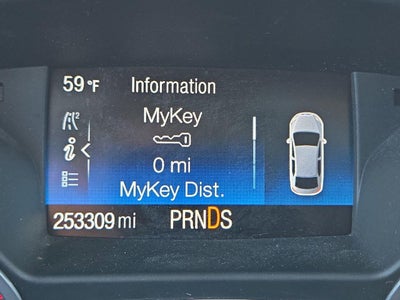 59°F Information
MyKey
0 mi
MyKey Dist.
253309 mi PRNDS